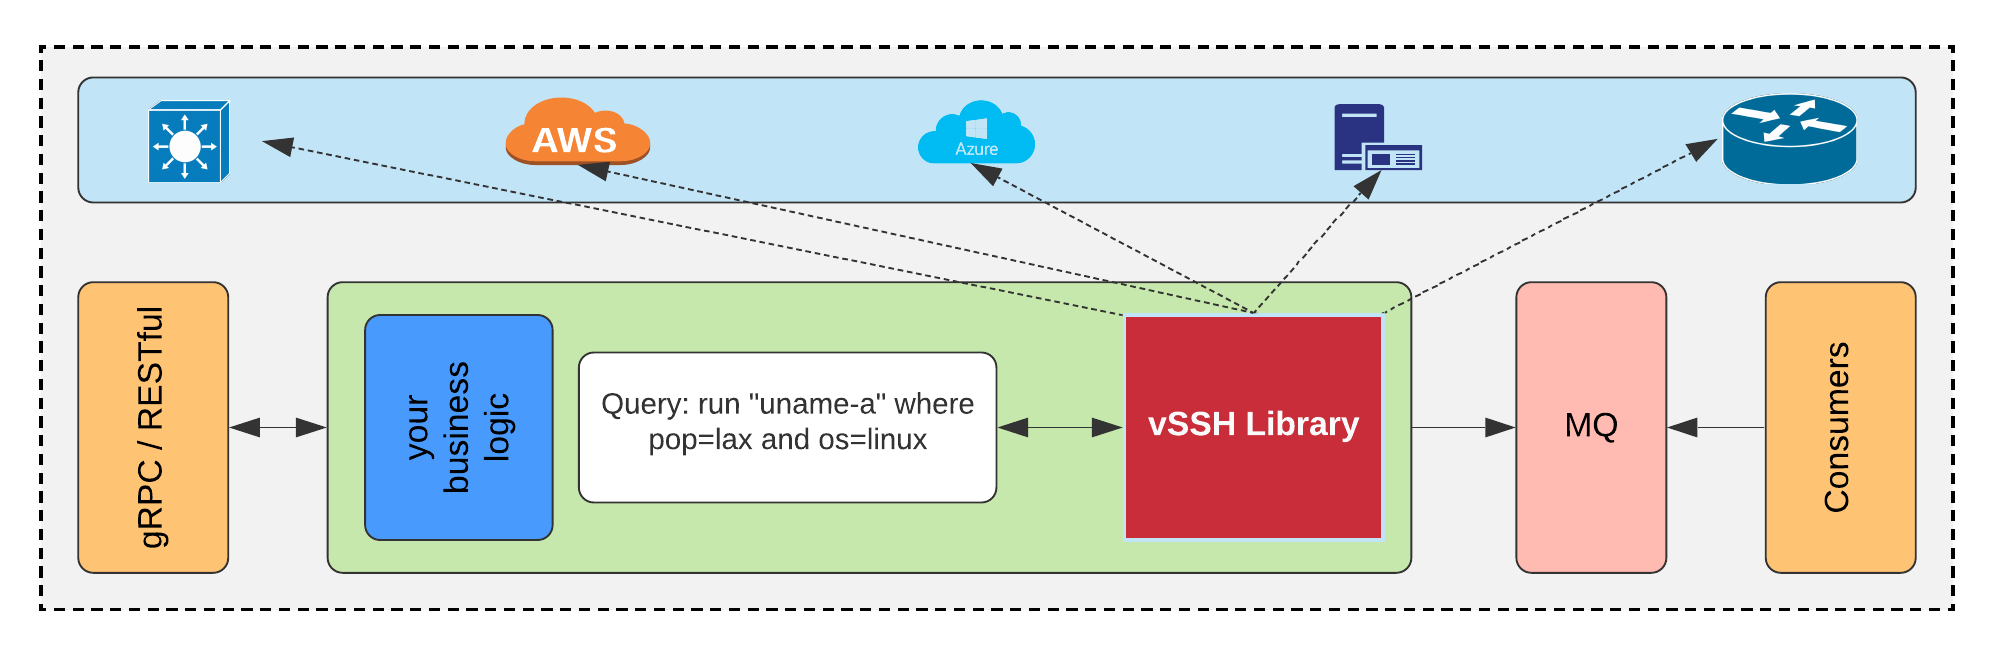 AWS
Azure
gRPC / RESTful
your
business
logic
Query: run "uname-a" where
pop=lax and os=linux
vSSH Library
MQ
Consumers